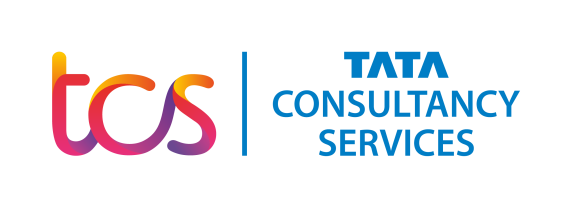 tcs
TATA
CONSULTANCY
SERVICES